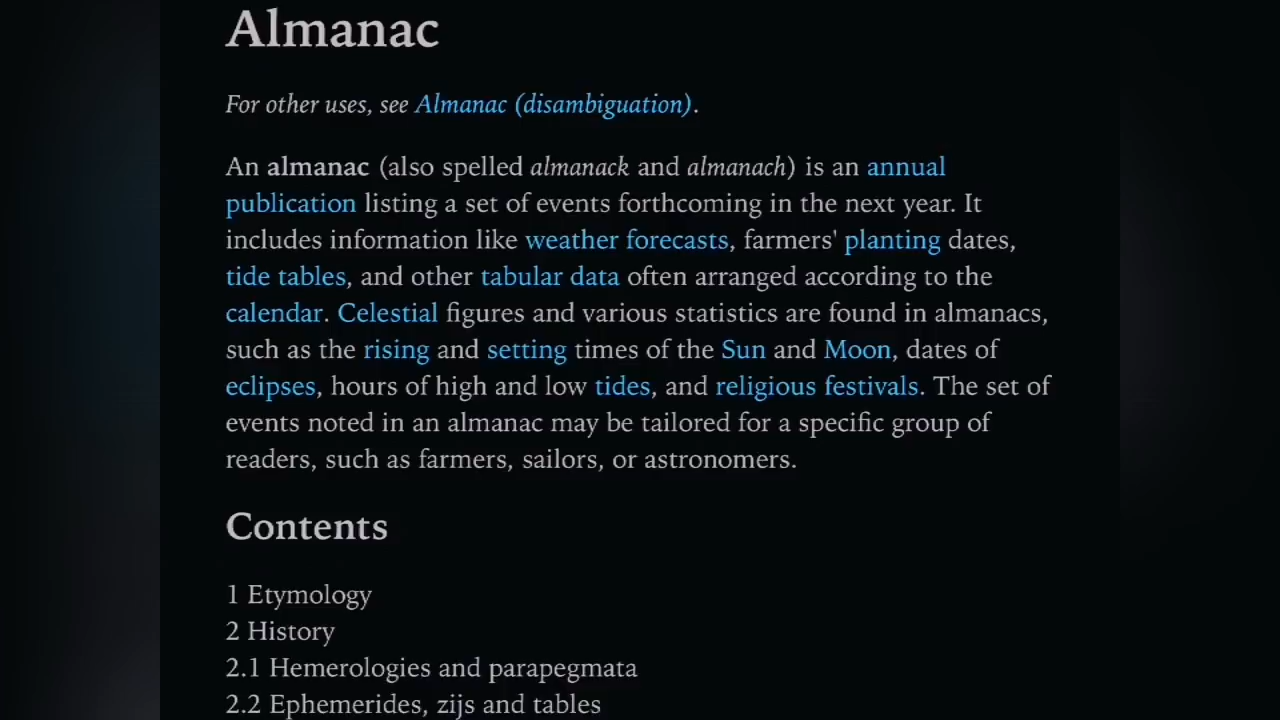 Almanac
For other uses, see Almanac (disambiguation).
An almanac (also spelled almanack and almanach) is an annual
publication listing a set of events forthcoming in the next year. It
includes information like weather forecasts, farmers' planting dates,
tide tables, and other tabular data often arranged according to the
calendar. Celestial figures and various statistics are found in almanacs,
such as the rising and setting times of the Sun and Moon, dates of
eclipses, hours of high and low tides, and religious festivals. The set of
events noted in an almanac may be tailored for a specific group of
readers, such as farmers, sailors, or astronomers.
Contents
1 Etymology
2 History
2.1 Hemerologies and parapegmata
2.2 Ephemerides, zijs and tables